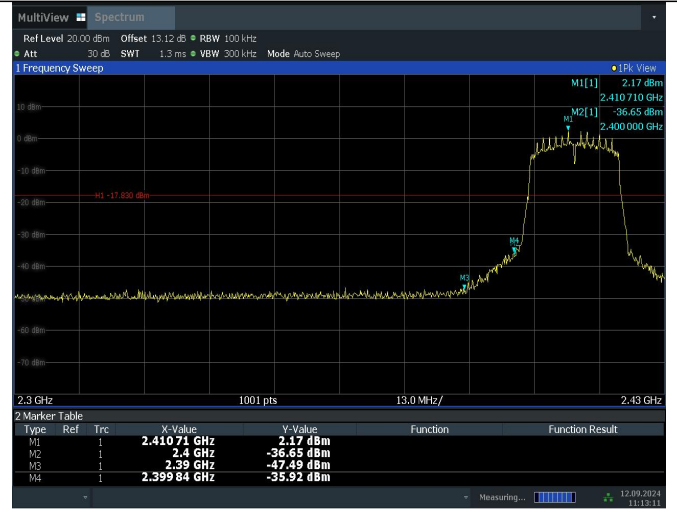 MultiView Spectrum
Ref Level 20.00 dBm Offset 13.12 dB RBW 100 kHz
Att 30 dB SWT 1.3 ms VBW 300 kHz Mode Auto Sweep
1 Frequency Sweep 1Pk View
M1[1] 2.17 dBm
2.410 710 GHz
M2[1] -36.65 dBm
2.400 000 GHz
M1
10 dBm
0 dBm
-10 dBm
H1 -17.830 dBm
-20 dBm
-30 dBm
M4
-40 dBm
M3
-60 dBm
-70 dBm
2.3 GHz 1001 pts 13.0 MHz/ 2.43 GHz
2 Marker Table
Type Ref Trc X-Value Y-Value Function Function Result
M1 1 2.410 71 GHz 2.17 dBm
M2 1 2.4 GHz -36.65 dBm
M3 1 2.39 GHz -47.49 dBm
M4 1 2.399 84 GHz -35.92 dBm
Measuring... 12.09.2024
11:13:11